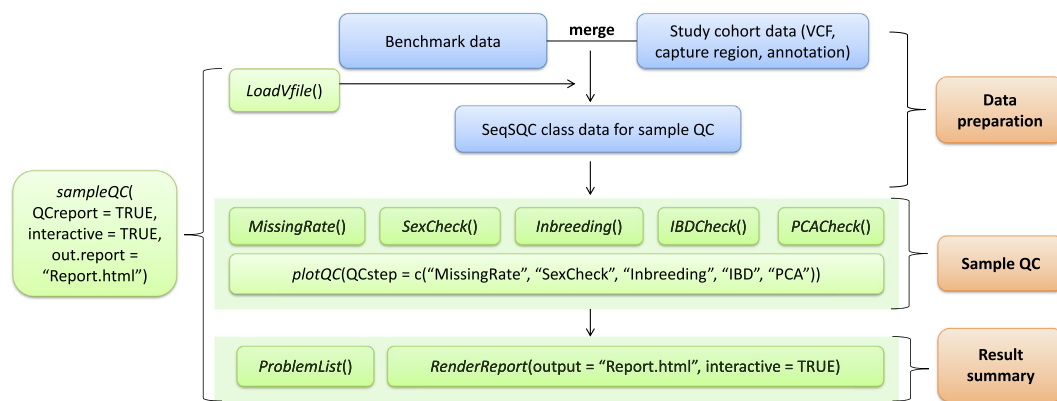 Benchmark data
merge
Study cohort data (VCF,
capture region, annotation)
LoadVfile()
SeqSQC class data for sample QC
Data
preparation
sampleQC(
QCreport = TRUE,
interactive = TRUE,
out.report =
“Report.html”)
MissingRate()
SexCheck()
Inbreeding()
IBDCheck()
PCACheck()
plotQC(QCstep = c(“MissingRate”, “SexCheck”, “Inbreeding”, “IBD”, “PCA”))
Sample QC
ProblemList()
RenderReport(output = “Report.html”, interactive = TRUE)
Result
summary